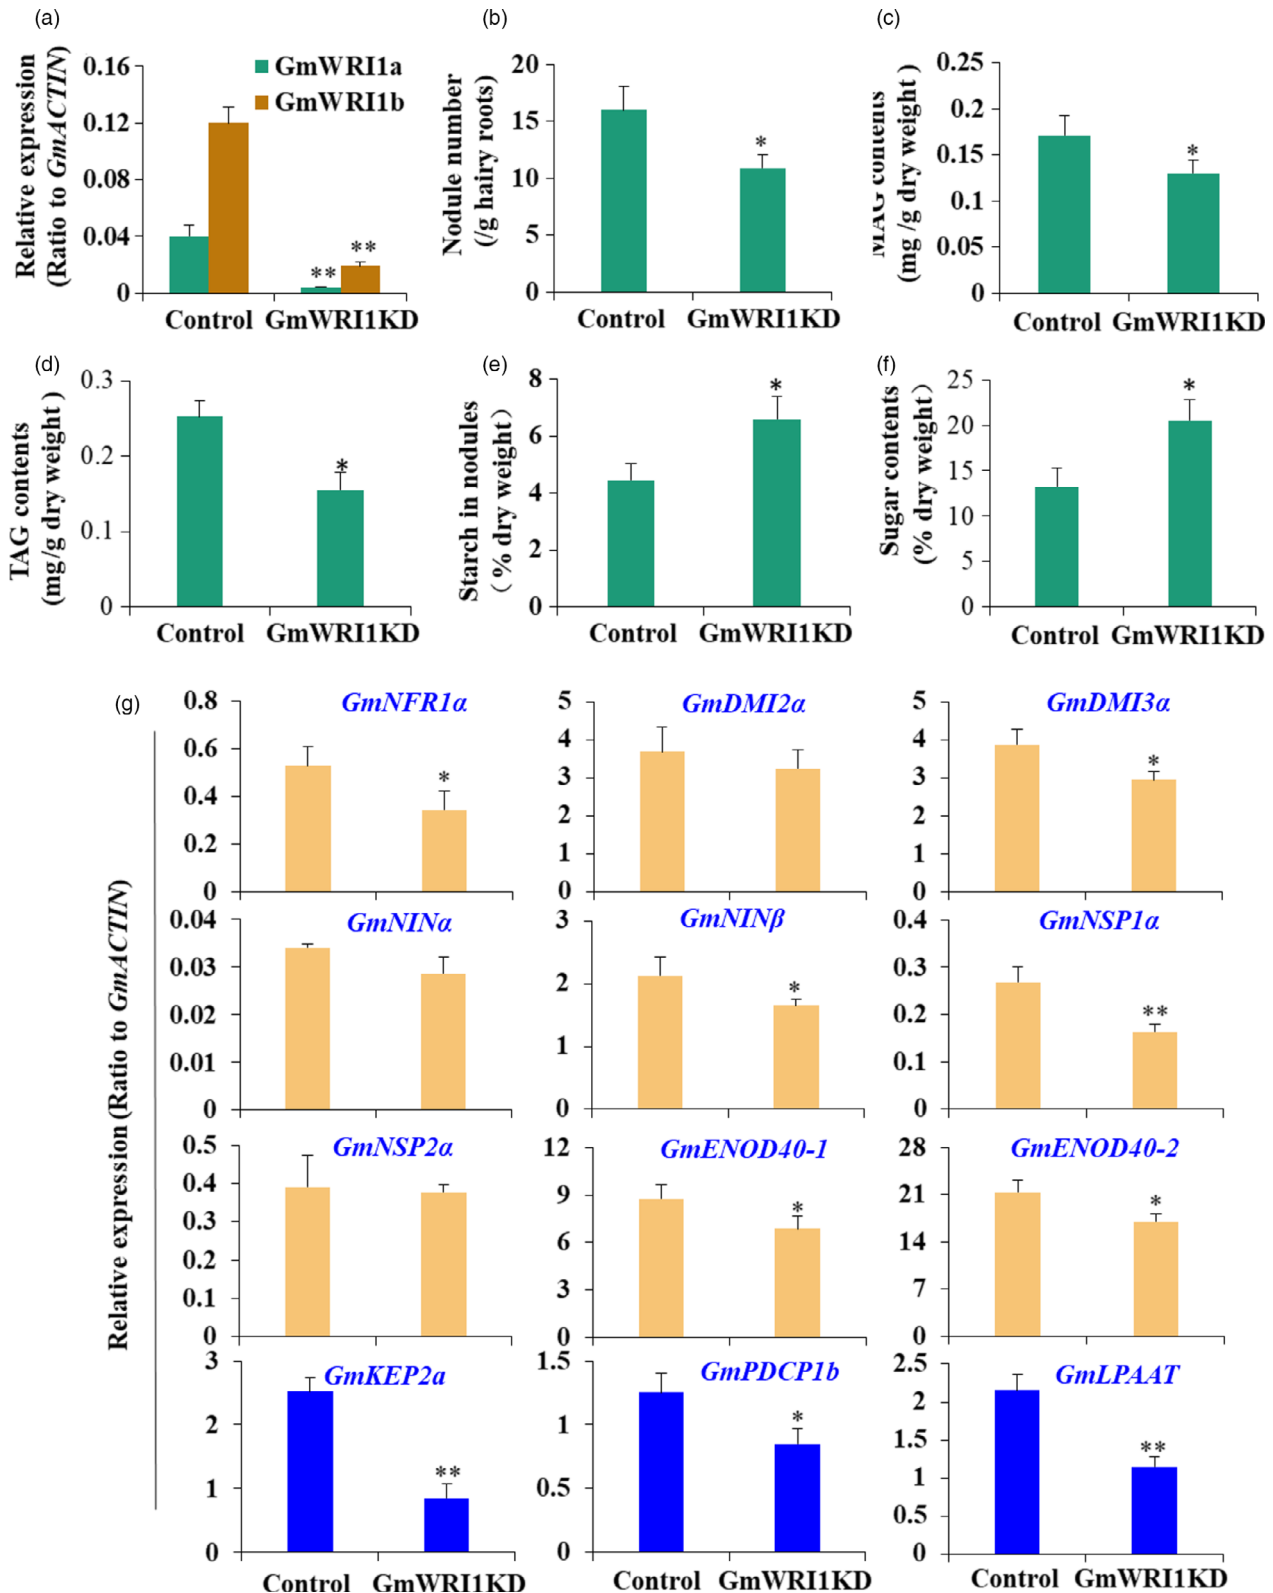 (a)
Relative expression
(Ratio to GmACTIN)
0.16
0.12
0.08
0.04
0
GmWRI1a
GmWRI1b
**
**
Control
GmWRI1KD
(b)
Nodule number
(/g hairy roots)
20
15
10
5
0
*
Control
GmWRI1KD
(c)
MAG contents
(mg /g dry weight )
0.25
0.2
0.15
0.1
0.05
0
*
Control
GmWRI1KD
(d)
TAG contents
(mg/g dry weight )
0.3
0.2
0.1
0
*
Control
GmWRI1KD
(e)
Starch in nodules
( % dry weight )
8
6
4
2
0
*
Control
GmWRI1KD
(f)
Sugar contents
(% dry weight)
25
20
15
10
5
0
*
Control
GmWRI1KD
(g)
Relative expression (Ratio to GmACTIN)
GmNFR1α
0.8
0.6
0.4
0.2
0
*
GmDMI2α
5
4
3
2
1
0
GmDMI3α
5
4
3
2
1
0
*
GmNINα
0.04
0.03
0.02
0.01
0
GmNINβ
3
2
1
0
*
GmNSP1α
0.4
0.3
0.2
0.1
0
**
GmNSP2α
0.5
0.4
0.3
0.2
0.1
0
GmENOD40-1
12
9
6
3
0
*
GmENOD40-2
28
21
14
7
0
*
GmKEP2a
3
2
1
0
**
Control
GmWRI1KD
GmPDCP1b
1.5
1
0.5
0
*
Control
GmWRI1KD
GmLPAAT
2.5
2
1.5
1
0.5
0
**
Control
GmWRI1KD